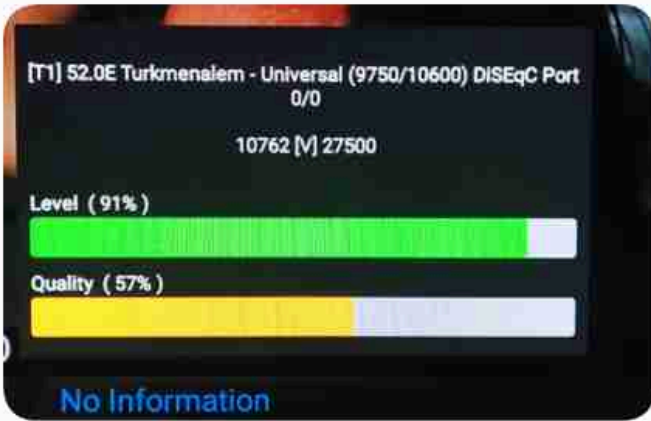 [T1] 52.0E Turkmenalem - Universal (9750/10600) DISEqC Port
0/0
10762 [V] 27500
Level ( 91% )
Quality ( 57% )
No Information